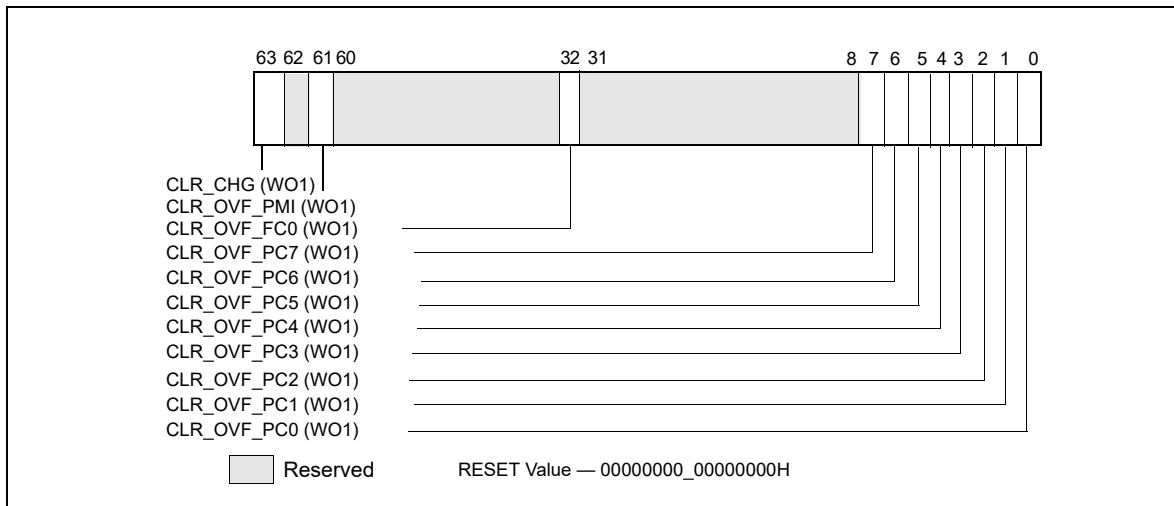 63 62 61 60 32 31 8 7 6 5 4 3 2 1 0
CLR_CHG (WO1)
CLR_OVF_PMI (WO1)
CLR_OVF_FC0 (WO1)
CLR_OVF_PC7 (WO1)
CLR_OVF_PC6 (WO1)
CLR_OVF_PC5 (WO1)
CLR_OVF_PC4 (WO1)
CLR_OVF_PC3 (WO1)
CLR_OVF_PC2 (WO1)
CLR_OVF_PC1 (WO1)
CLR_OVF_PC0 (WO1)
Reserved RESET Value — 00000000_00000000H